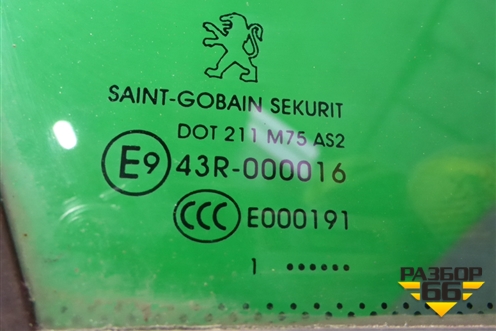 SAINT-GOBAIN SEKURIT
DOT 211 M75 AS2
E9 43R-000016
CCC E000191
1 ......
РАЗБОР
66